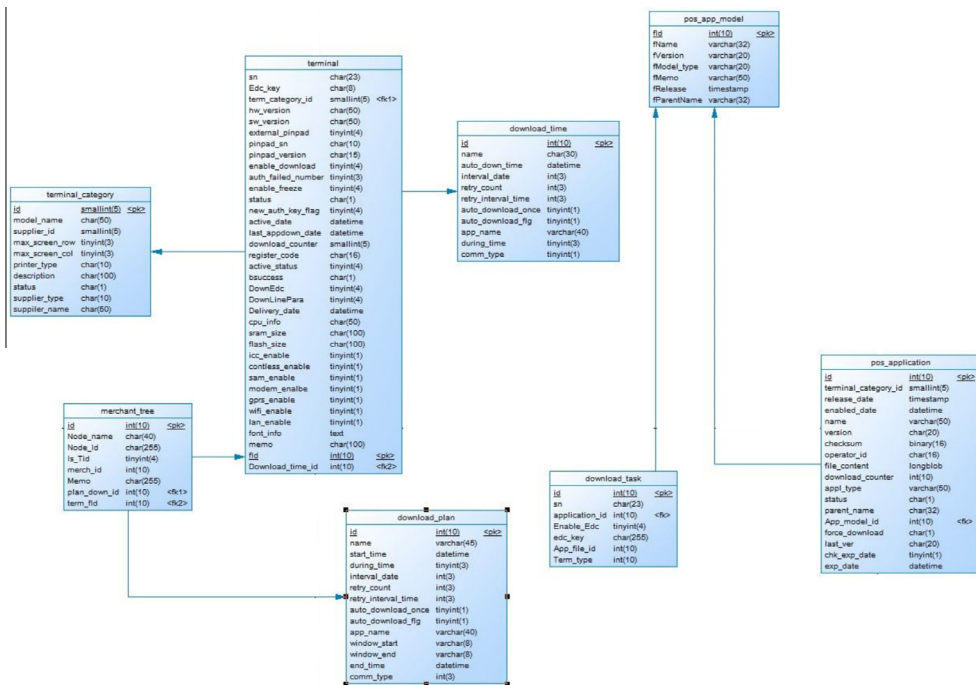 pos_app_model
fId int(10) <pk>
fName varchar(32)
fVersion varchar(20)
fModel_type varchar(20)
fMemo varchar(50)
fRelease timestamp
fParentName varchar(32)
terminal
sn char(23)
Edc_key char(8)
term_category_id smallint(5) <fk1>
hw_version char(50)
sw_version char(50)
external_pinpad tinyint(4)
pinpad_sn char(10)
pinpad_version char(15)
enable_download tinyint(4)
auth_failed_number tinyint(3)
enable_freeze tinyint(4)
status char(1)
new_auth_key_flag tinyint(4)
active_date datetime
last_appdown_date datetime
download_counter smallint(5)
register_code char(16)
active_status tinyint(4)
bsuccess char(1)
DownEdc tinyint(4)
DownLinePara tinyint(4)
Delivery_date datetime
cpu_info char(50)
sram_size char(100)
flash_size char(100)
icc_enable tinyint(1)
contless_enable tinyint(1)
sam_enable tinyint(1)
modem_enalbe tinyint(1)
gprs_enable tinyint(1)
wifi_enable tinyint(1)
lan_enable tinyint(1)
font_info text
memo char(100)
fId int(10) <pk>
Download_time_id int(10) <fk2>
download_time
id int(10) <pk>
name char(30)
auto_down_time datetime
interval_date int(3)
retry_count int(3)
retry_interval_time int(3)
auto_download_once tinyint(1)
auto_download_flg tinyint(1)
app_name varchar(40)
during_time tinyint(3)
comm_type tinyint(1)
terminal_category
id smallint(5) <pk>
model_name char(50)
supplier_id smallint(5)
max_screen_row tinyint(3)
max_screen_col tinyint(3)
printer_type char(10)
description char(100)
status char(1)
supplier_type char(10)
suppiler_name char(50)
pos_application
id int(10) <pk>
terminal_category_id smallint(5)
release_date timestamp
enabled_date datetime
name varchar(50)
version char(20)
checksum binary(16)
operator_id char(16)
file_content longblob
download_counter int(10)
appl_type varchar(50)
status char(1)
parent_name char(32)
App_model_id int(10) <fk>
force_download char(1)
last_ver char(20)
chk_exp_date tinyint(1)
exp_date datetime
merchant_tree
id int(10) <pk>
Node_name char(40)
Node_Id char(255)
Is_Tid tinyint(4)
merch_id int(10)
Memo char(255)
plan_down_id int(10) <fk1>
term_fId int(10) <fk2>
download_task
id int(10) <pk>
sn char(23)
application_id int(10) <fk>
Enable_Edc tinyint(4)
edc_key char(255)
App_file_id int(10)
Term_type int(10)
download_plan
id int(10) <pk>
name varchar(45)
start_time datetime
during_time tinyint(3)
interval_date int(3)
retry_count int(3)
retry_interval_time int(3)
auto_download_once tinyint(1)
auto_download_flg tinyint(1)
app_name varchar(40)
window_start varchar(8)
window_end varchar(8)
end_time datetime
comm_type int(3)